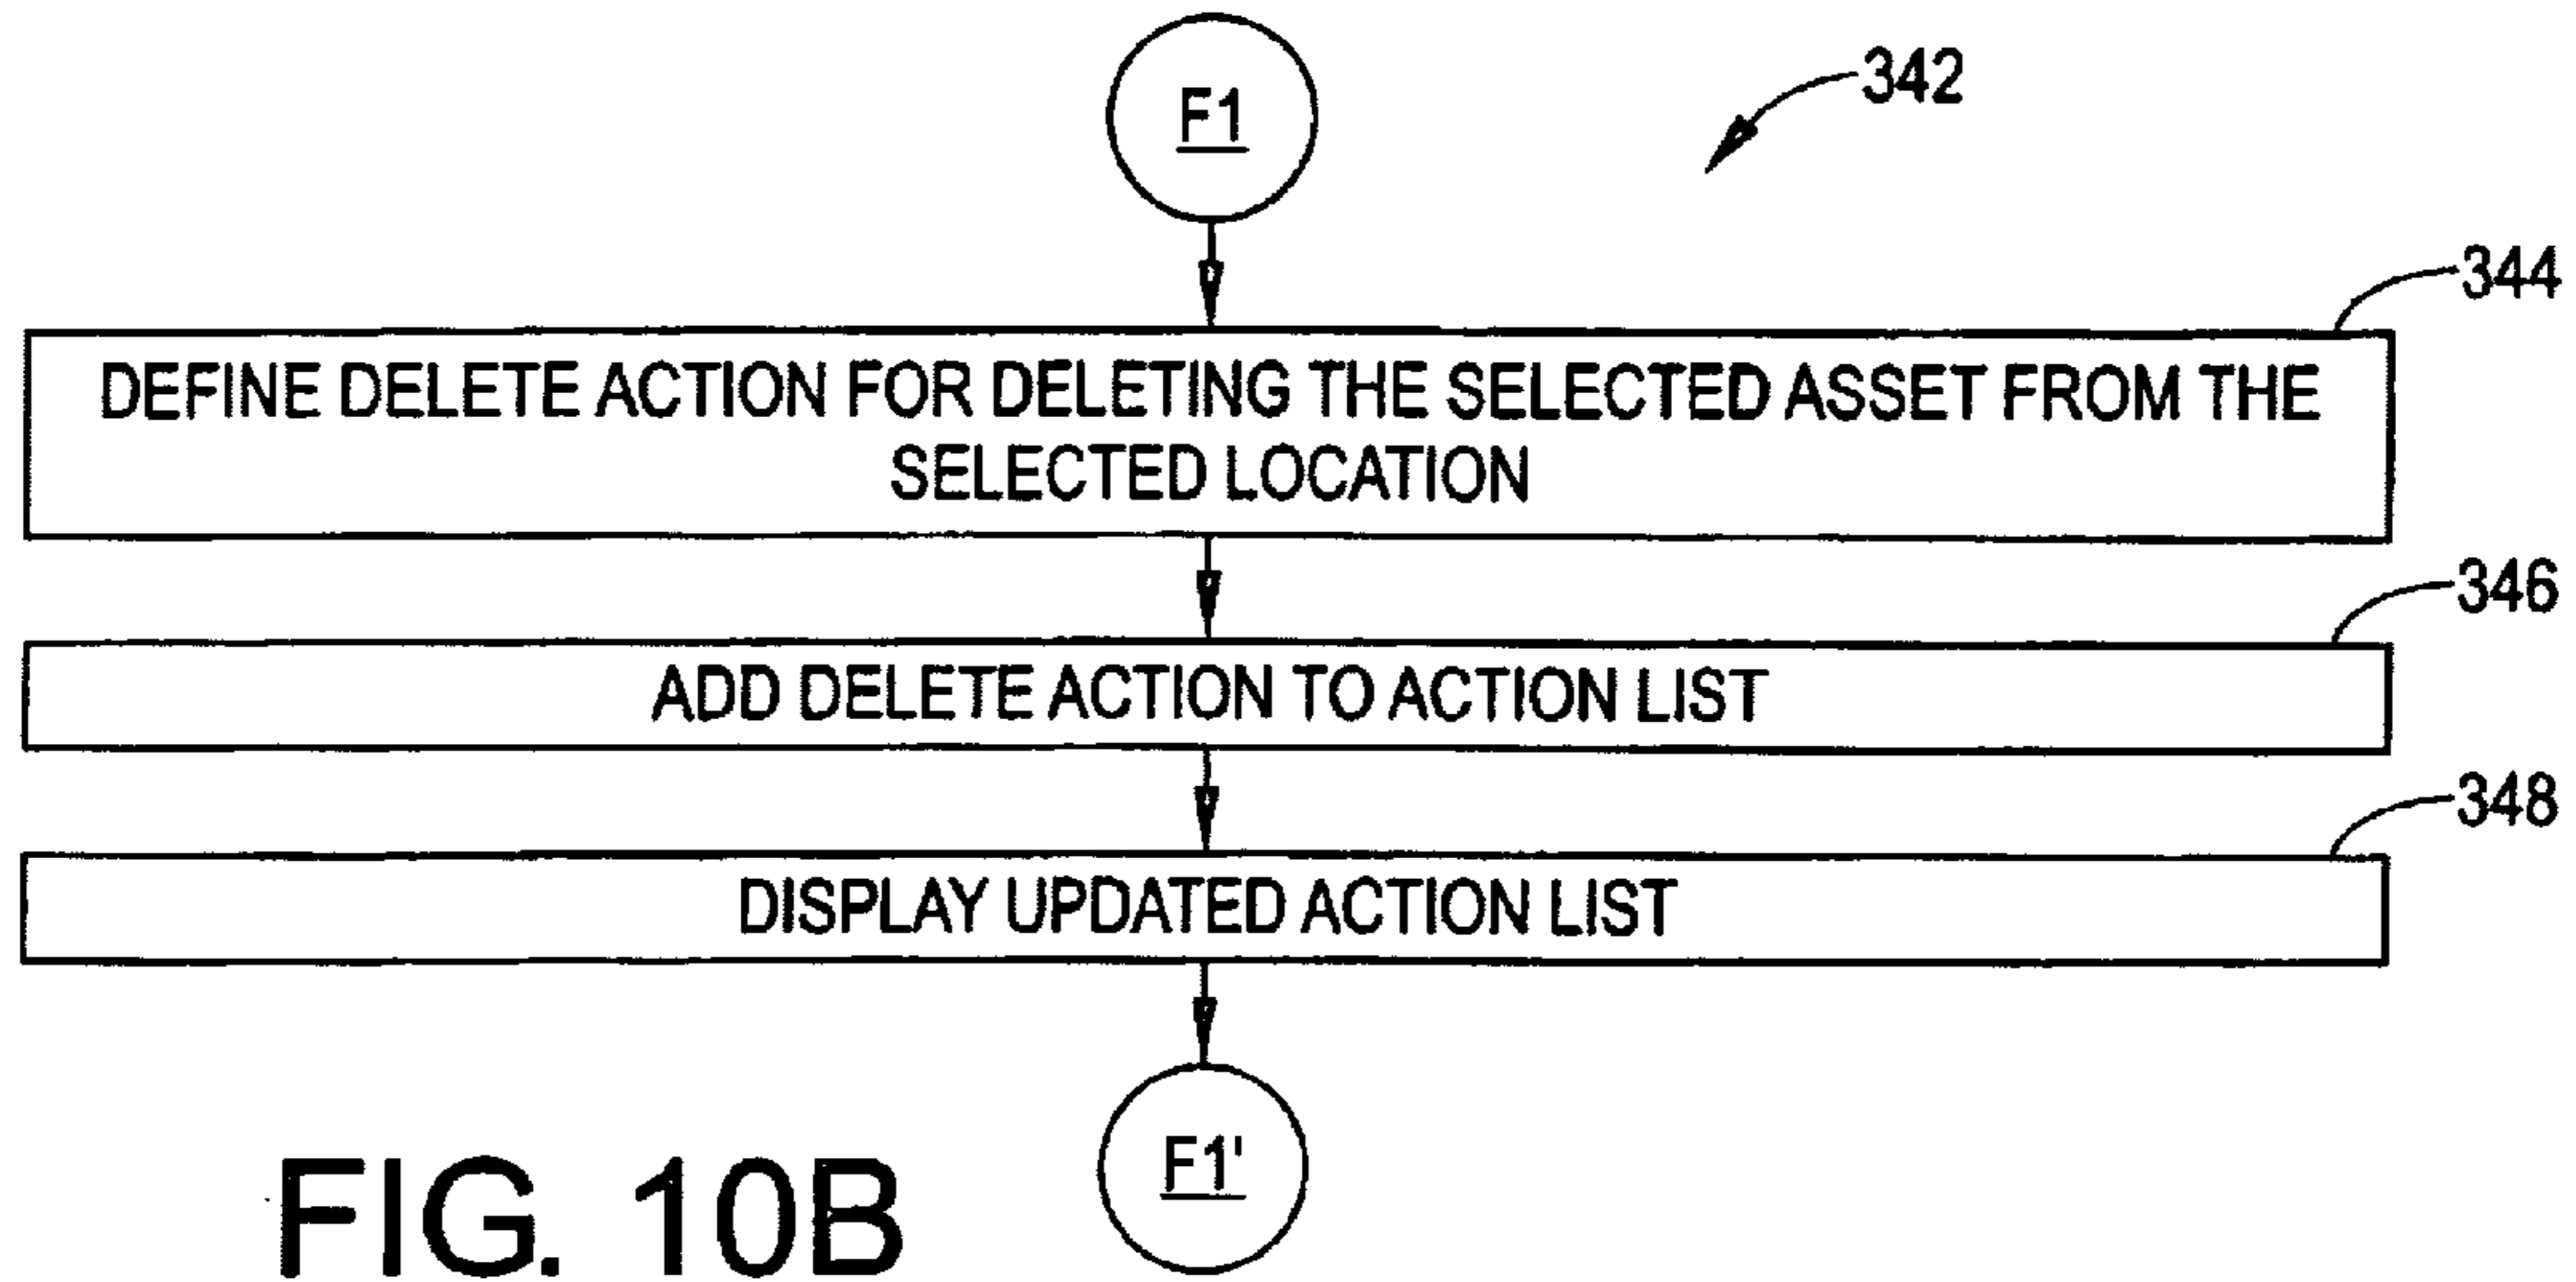 F1
342
344
DEFINE DELETE ACTION FOR DELETING THE SELECTED ASSET FROM THE
SELECTED LOCATION
346
ADD DELETE ACTION TO ACTION LIST
348
DISPLAY UPDATED ACTION LIST
F1'
FIG. 10B